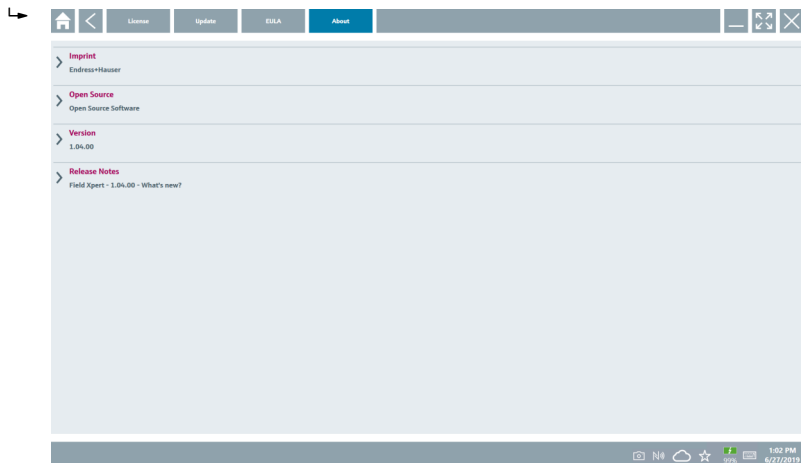 License Update EULA About
Imprint
Endress+Hauser
Open Source
Open Source Software
Version
1.04.00
Release Notes
Field Xpert - 1.04.00 - What's new?
99%
1:02 PM
6/27/2019